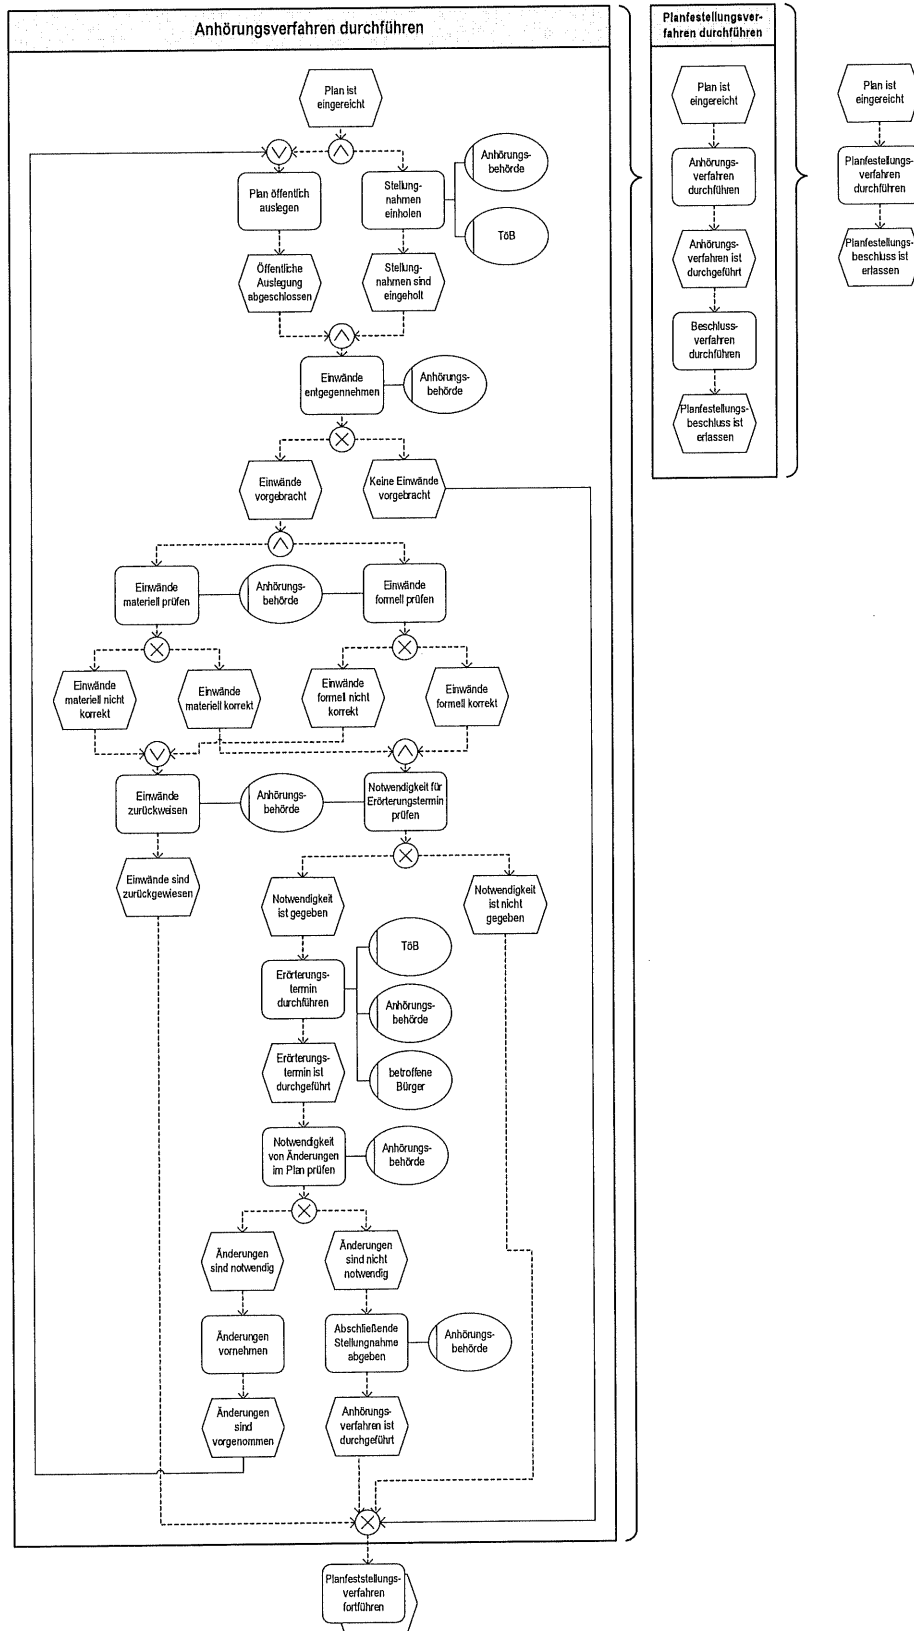 Anhörungsverfahren durchführen
Plan ist
eingereicht
Plan öffentlich
auslegen
Stellung-
nahmen
einholen
Anhörungs-
behörde
TöB
Öffentliche
Auslegung
abgeschlossen
Stellung-
nahmen sind
eingeholt
Einwände
entgegennehmen
Anhörungs-
behörde
Einwände
vorgebracht
Keine Einwände
vorgebracht
Einwände
materiell prüfen
Anhörungs-
behörde
Einwände
formell prüfen
Einwände
materiell nicht
korrekt
Einwände
materiell korrekt
Einwände
formell nicht
korrekt
Einwände
formell korrekt
Einwände
zurückweisen
Anhörungs-
behörde
Notwendigkeit für
Erörterungstermin
prüfen
Einwände sind
zurückgewiesen
Notwendigkeit
ist gegeben
Notwendigkeit
ist nicht
gegeben
Erörterungs-
termin
durchführen
TöB
Anhörungs-
behörde
betroffene
Bürger
Erörterungs-
termin ist
durchgeführt
Notwendigkeit
von Änderungen
im Plan prüfen
Anhörungs-
behörde
Änderungen
sind notwendig
Änderungen
sind nicht
notwendig
Änderungen
vornehmen
Abschließende
Stellungnahme
abgeben
Anhörungs-
behörde
Änderungen
sind
vorgenommen
Anhörungs-
verfahren ist
durchgeführt
Planfeststellungs-
verfahren
fortführen
Planfestellungsver-
fahren durchführen
Plan ist
eingereicht
Anhörungs-
verfahren
durchführen
Anhörungs-
verfahren ist
durchgeführt
Beschluss-
verfahren
durchführen
Planfestellungs-
beschluss ist
erlassen
Plan ist
eingereicht
Planfestellungs-
verfahren
durchführen
Planfestellungs-
beschluss ist
erlassen